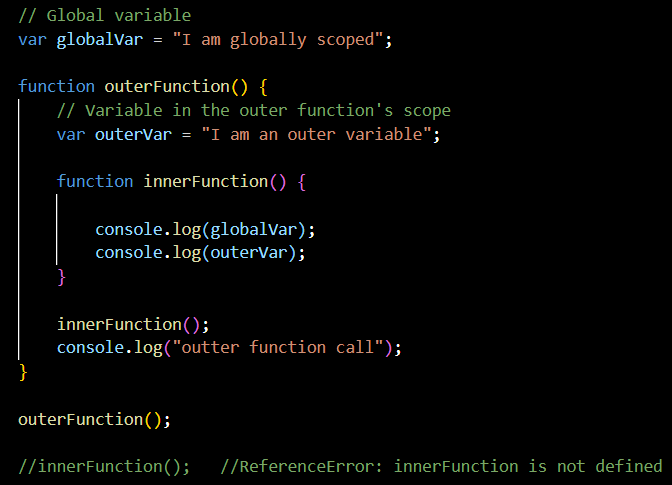 // Global variable
var globalVar = "I am globally scoped";
function outerFunction() {
// Variable in the outer function's scope
var outerVar = "I am an outer variable";
function innerFunction() {
console.log(globalVar);
console.log(outerVar);
}
innerFunction();
console.log("outter function call");
}
outerFunction();
//innerFunction();   //ReferenceError: innerFunction is not defined